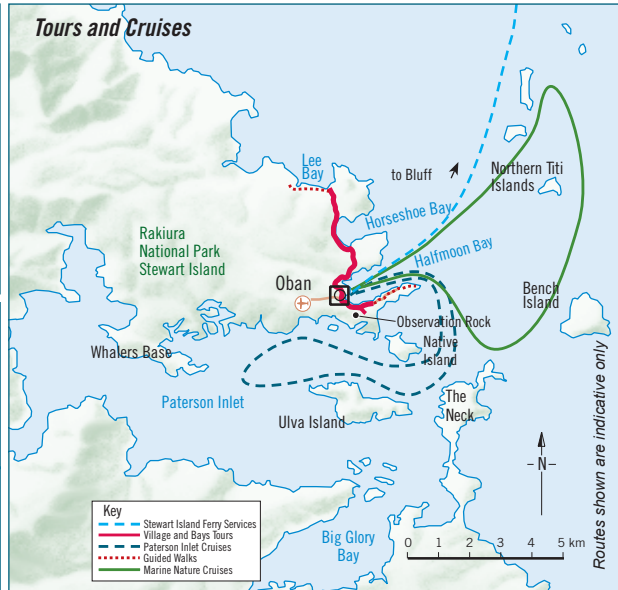 Tours and Cruises
Lee
Bay
to Bluff
Northern Titi
Islands
Horseshoe Bay
Rakiura
National Park
Stewart Island
Halfmoon Bay
Oban
Bench
Island
Observation Rock
Native
Island
Whalers Base
Paterson Inlet
The
Neck
Ulva Island
Routes shown are indicative only
-N-
Key
Stewart Island Ferry Services
Village and Bays Tours
Paterson Inlet Cruises
Guided Walks
Marine Nature Cruises
Big Glory
Bay
0 1 2 3 4 5 km